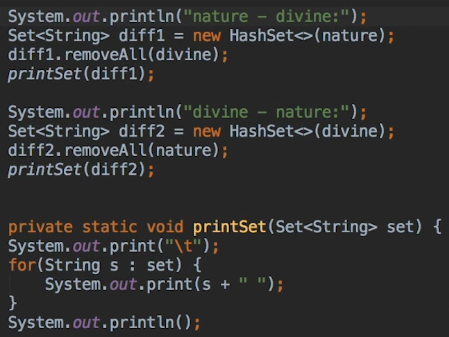 System.out.println("nature - divine:");
Set<String> diff1 = new HashSet<>(nature);
diff1.removeAll(divine);
printSet(diff1);

System.out.println("divine - nature:");
Set<String> diff2 = new HashSet<>(divine);
diff2.removeAll(nature);
printSet(diff2);

private static void printSet(Set<String> set) {
System.out.print("\t");
for(String s : set) {
    System.out.print(s + " ");
}
System.out.println();